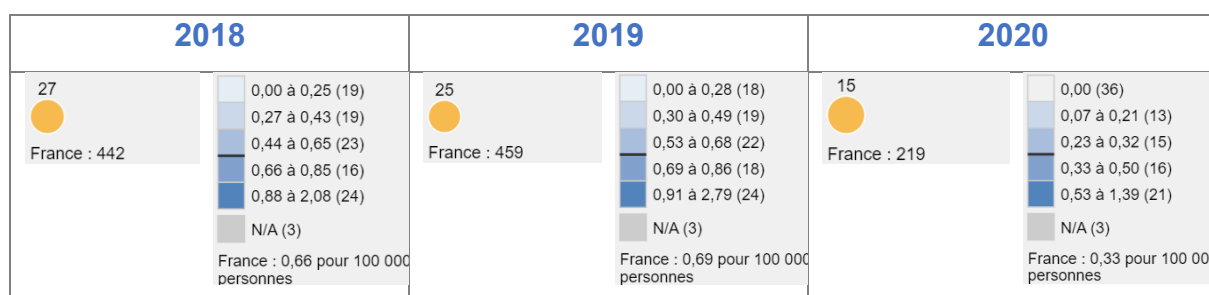 2018
2019
2020
27
France : 442
0,00 à 0,25 (19)
0,27 à 0,43 (19)
0,44 à 0,65 (23)
0,66 à 0,85 (16)
0,88 à 2,08 (24)
N/A (3)
France : 0,66 pour 100 000
personnes
25
France : 459
0,00 à 0,28 (18)
0,30 à 0,49 (19)
0,53 à 0,68 (22)
0,69 à 0,86 (18)
0,91 à 2,79 (24)
N/A (3)
France : 0,69 pour 100 000
personnes
15
France : 219
0,00 (36)
0,07 à 0,21 (13)
0,23 à 0,32 (15)
0,33 à 0,50 (16)
0,53 à 1,39 (21)
N/A (3)
France : 0,33 pour 100 00
personnes